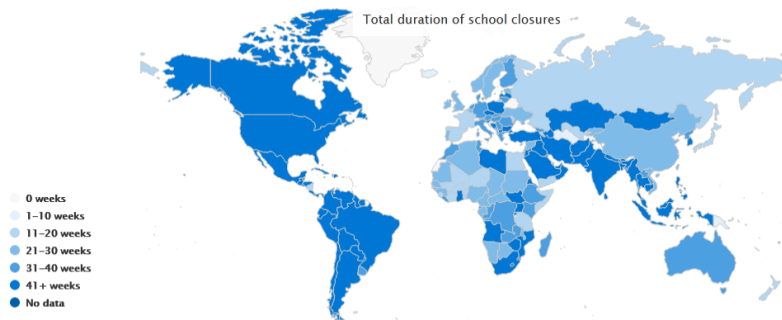 Total duration of school closures
0 weeks
1–10 weeks
11–20 weeks
21–30 weeks
31–40 weeks
41+ weeks
No data